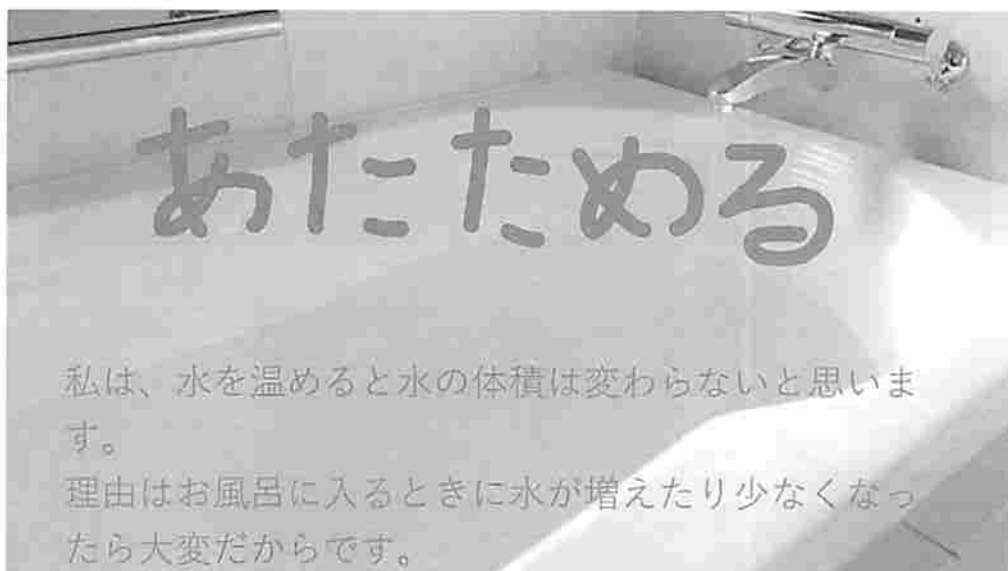 あたためる
私は、水を温めると水の体積は変わらないと思いま
す。
理由はお風呂に入るときに水が増えたり少なくなっ
たら大変だからです。